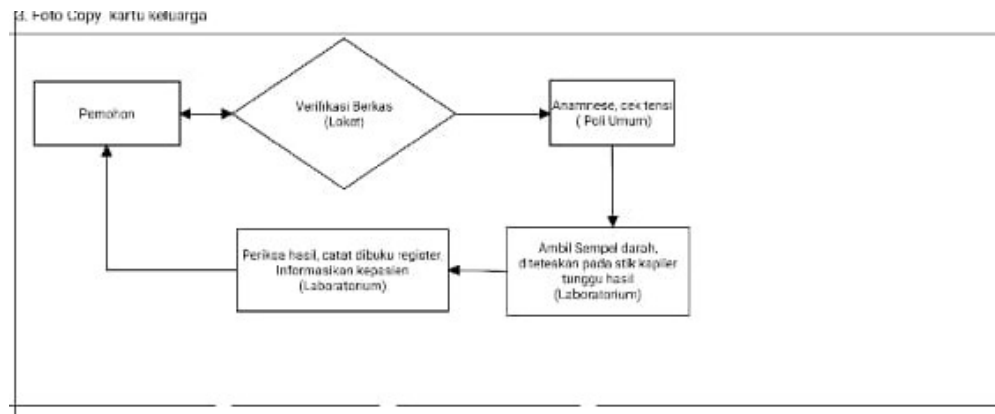 3. Foto Copy kartu keluarga
Pemohon
Verifikasi Berkas
(Loket)
Anamnese, cek tensi
( Poli Umum)
Ambil Sempel darah,
diteteskan pada stik kapiler
tunggu hasil
(Laboratorium)
Periksa hasil, catat dibuku register,
Informasikan kepasien
(Laboratorium)